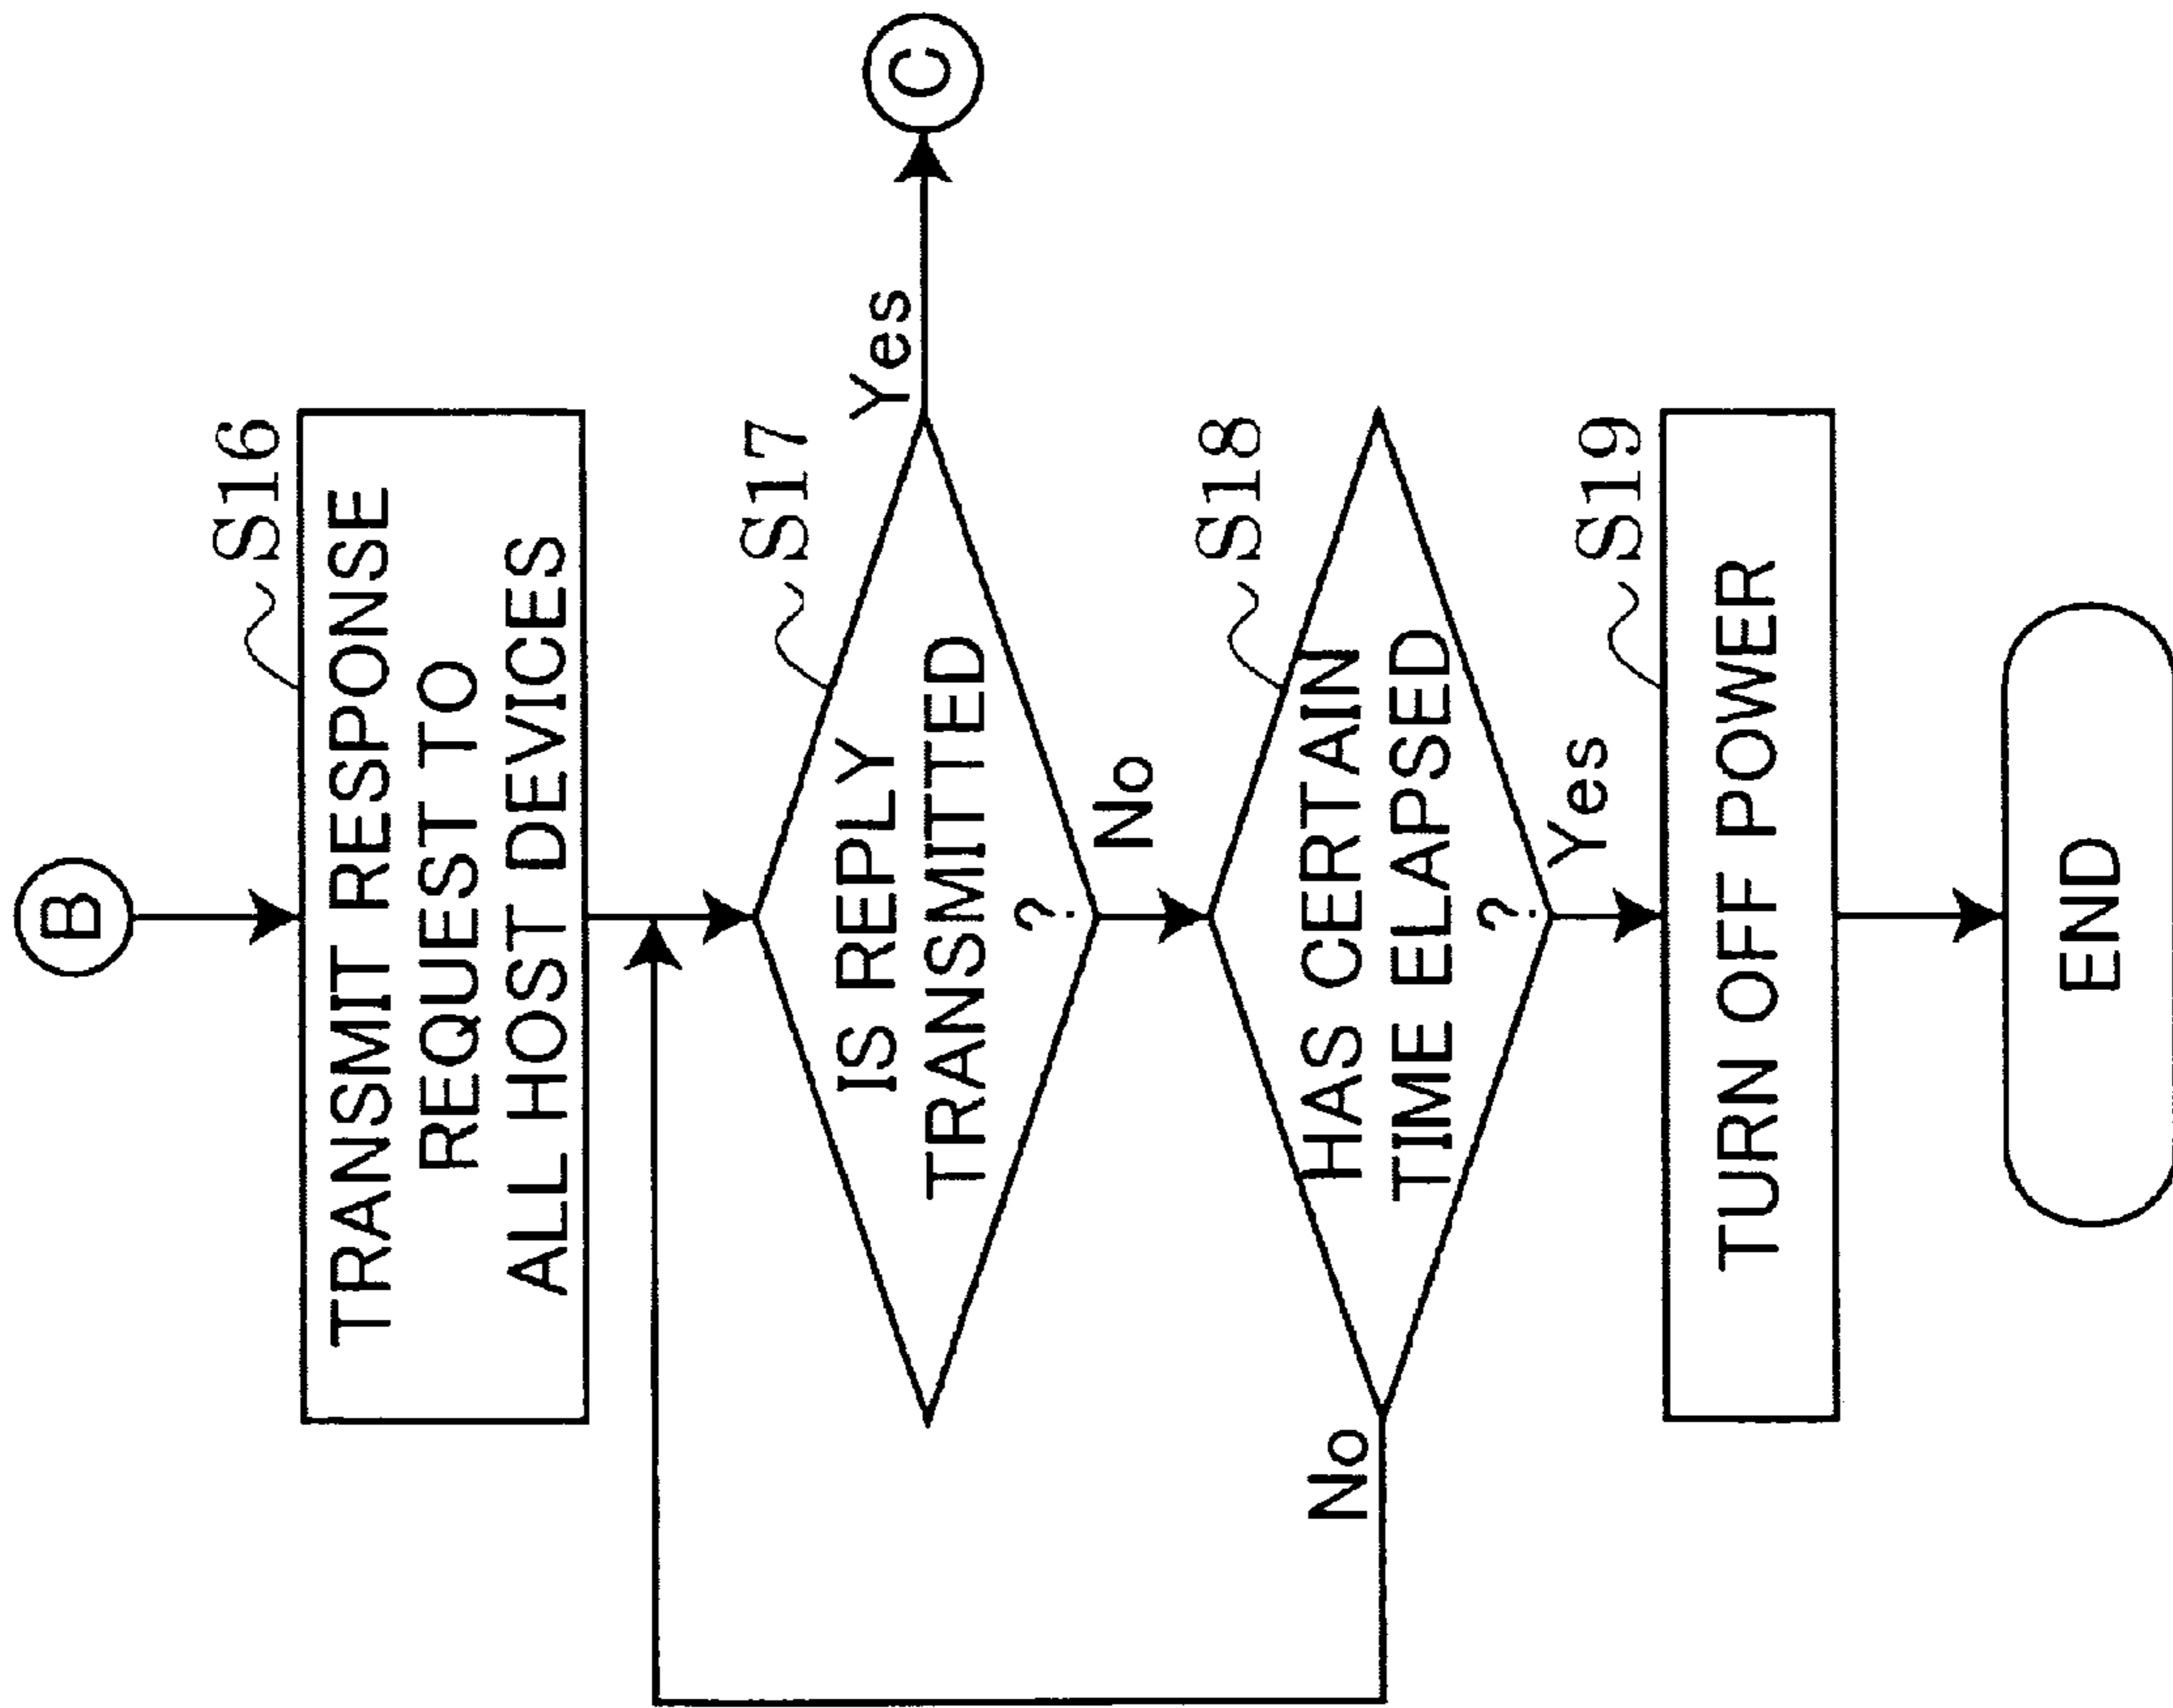 B
S16
TRANSMIT RESPONSE
REQUEST TO
ALL HOST DEVICES
S17
IS REPLY
TRANSMITTED
?
Yes
C
No
S18
HAS CERTAIN
TIME ELAPSED
?
No
Yes
S19
TURN OFF POWER
END